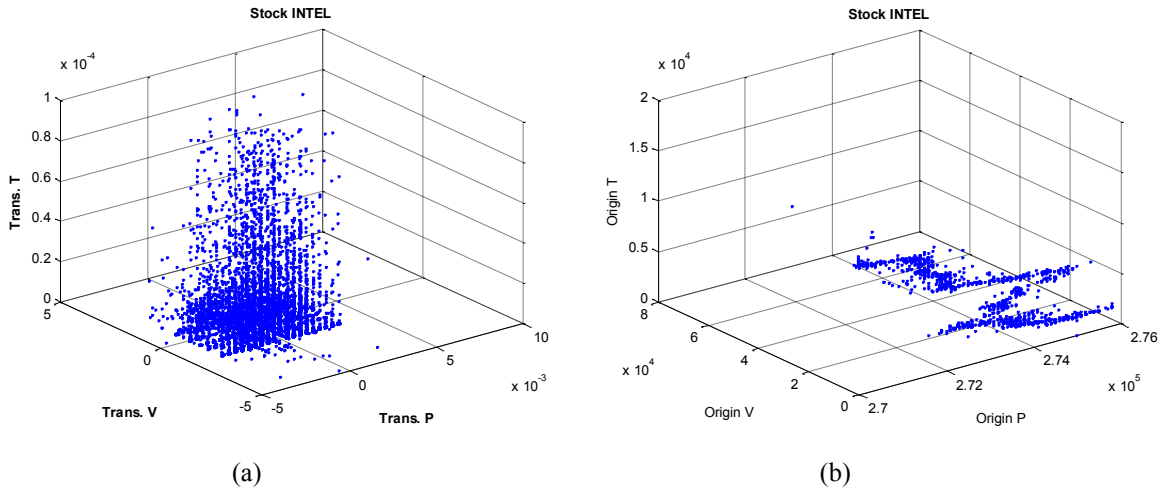 Stock INTEL
x 10-4
1
0.8
0.6
0.4
0.2
0
5
0
-5
-5
0
5
10
x 10-3
Trans. T
Trans. V
Trans. P
(a)
Stock INTEL
x 10^4
2
1.5
1
0.5
0
8
6
4
2
0
2.7
2.72
2.74
2.76
x 10^4
x 10^5
Origin T
Origin V
Origin P
(b)